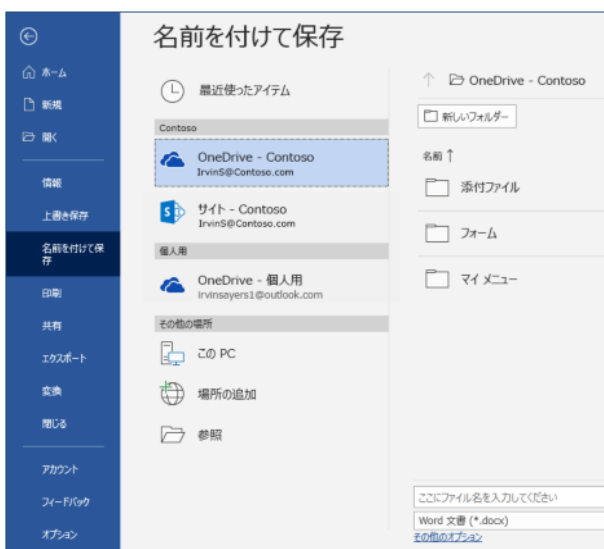 名前を付けて保存
ホーム
新規
開く
情報
上書き保存
名前を付けて保
存
印刷
共有
エクスポート
変換
閉じる
アカウント
フィードバック
オプション
最近使ったアイテム
Contoso
OneDrive - Contoso
IrvinS@Contoso.com
サイト - Contoso
IrvinS@Contoso.com
個人用
OneDrive - 個人用
irvinsayers1@outlook.com
その他の場所
この PC
場所の追加
参照
↑ OneDrive - Contoso
新しいフォルダー
名前 ↑
添付ファイル
フォーム
マイ メニュー
ここにファイル名を入力してください
Word 文書 (*.docx)
その他のオプション